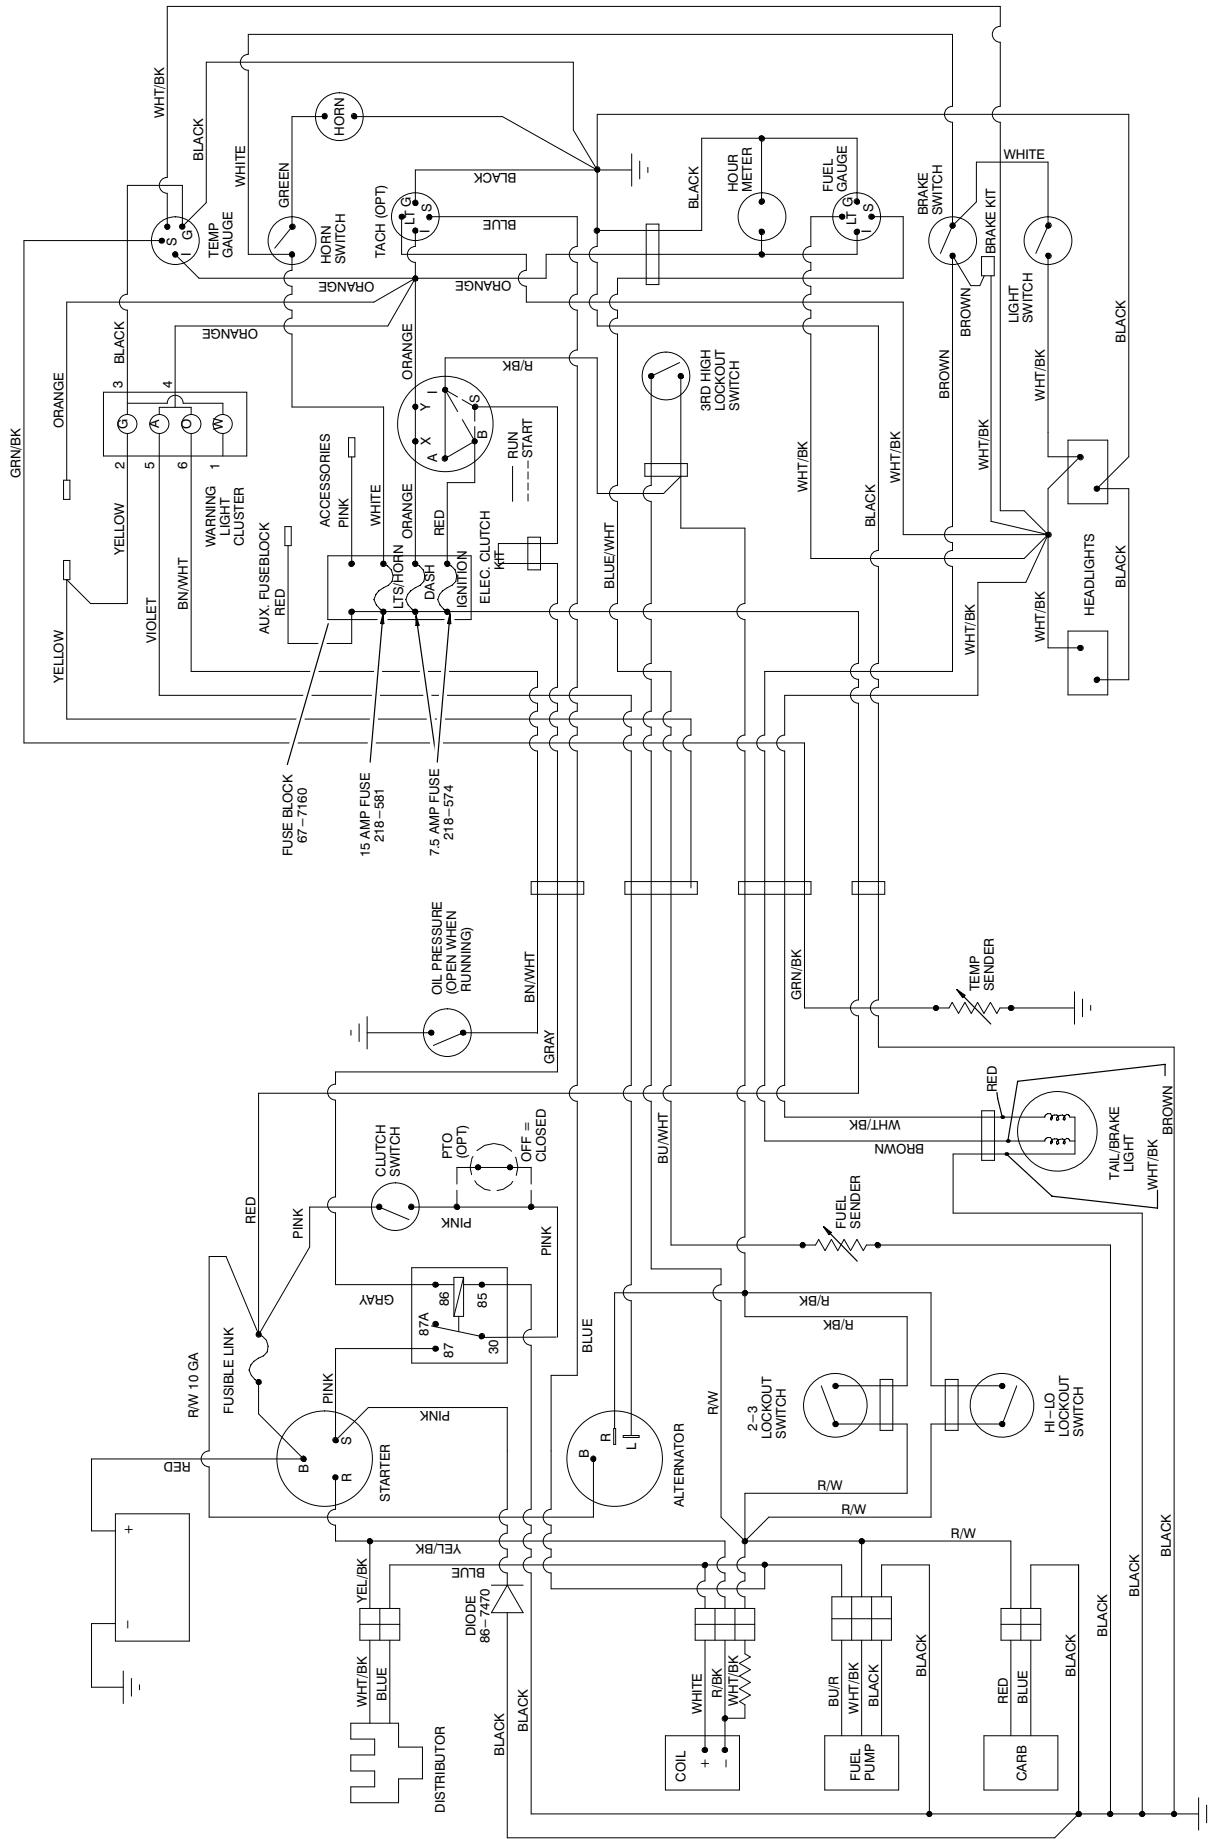 GRN/BK
WHT/BK
BLACK
WHITE
GREEN
HORN
S
G
I
TEMP
GAUGE
HORN
SWITCH
TACH (OPT)
LT
G
S
I
BLACK
BLUE
ORANGE
ORANGE
ORANGE
ORANGE
BLACK
HOUR
METER
FUEL
GAUGE
LT
G
S
I
BRAKE
SWITCH
BRAKE KIT
WHITE
LIGHT
SWITCH
BROWN
BROWN
ORANGE
BLACK
3
4
G
A
O
W
2
5
6
1
YELLOW
VIOLET
BN/WHT
WARNING
LIGHT
CLUSTER
YELLOW
AUX. FUSEBLOCK
RED
ACCESSORIES
PINK
WHITE
ORANGE
RED
LTS/HORN
DASH
IGNITION
ORANGE
A
X
Y
I
B
S
R/BK
RUN
START
ELEC. CLUTCH
KIT
3RD HIGH
LOCKOUT
SWITCH
BLUE/WHT
WHT/BK
BLACK
WHT/BK
WHT/BK
WHT/BK
BLACK
WHT/BK
WHT/BK
HEADLIGHTS
BLACK
FUSE BLOCK
67-7160
15 AMP FUSE
218-581
7.5 AMP FUSE
218-574
OIL PRESSURE
(OPEN WHEN
RUNNING)
BN/WHT
GRAY
GRN/BK
TEMP
SENDER
RED
PINK
CLUTCH
SWITCH
PTO
(OPT)
OFF =
CLOSED
PINK
PINK
BU/WHT
FUEL
SENDER
WHT/BK
BROWN
RED
TAIL/BRAKE
LIGHT
WHT/BK
BROWN
R/W 10 GA
FUSIBLE LINK
GRAY
87A
86
85
87
30
PINK
PINK
BLUE
RED
B
S
R
STARTER
B
R
L
ALTERNATOR
R/W
R/BK
R/BK
2-3
LOCKOUT
SWITCH
HI-LO
LOCKOUT
SWITCH
R/W
R/W
R/W
+
-
YEL/BK
YEL/BK
BLUE
DIODE
86-7470
WHT/BK
BLUE
DISTRIBUTOR
BLACK
BLACK
WHITE
R/BK
WHT/BK
COIL
+
-
BU/R
WHT/BK
BLACK
FUEL
PUMP
BLACK
RED
BLUE
CARB
BLACK
BLACK
BLACK
BLACK